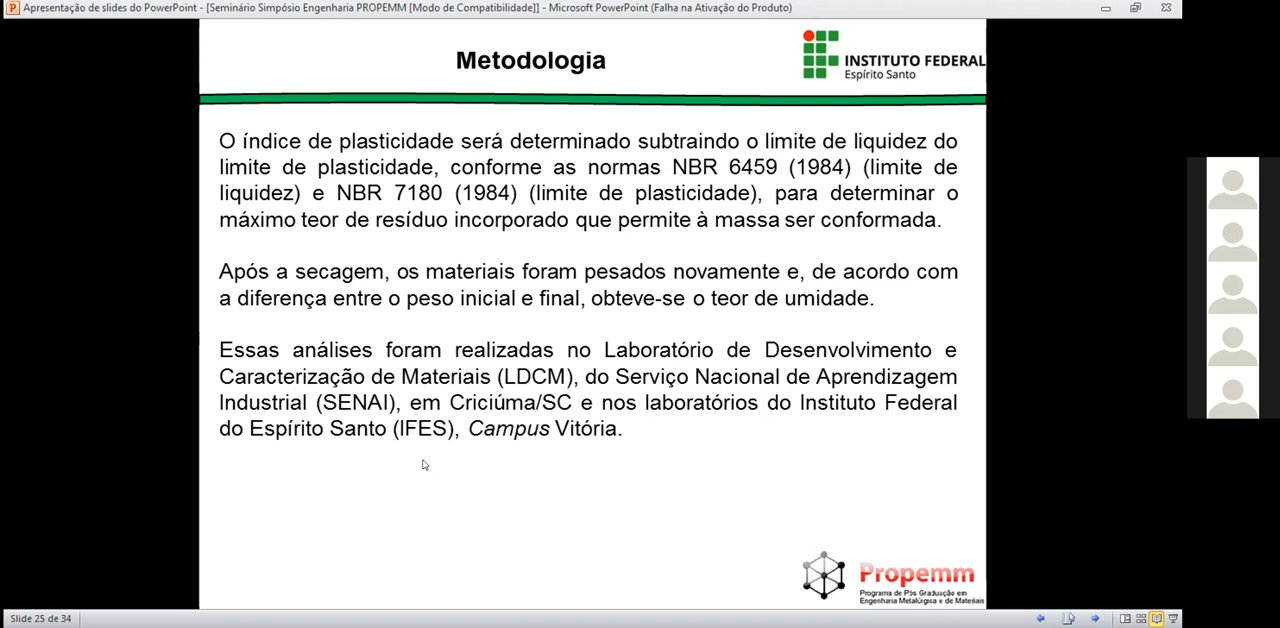 Apresentação de slides do PowerPoint - [Seminário Simpósio Engenharia PROPEMM [Modo de Compatibilidade]] - Microsoft PowerPoint (Falha na Ativação do Produto)
Metodologia
INSTITUTO FEDERAL
Espírito Santo
O índice de plasticidade será determinado subtraindo o limite de liquidez do
limite de plasticidade, conforme as normas NBR 6459 (1984) (limite de
liquidez) e NBR 7180 (1984) (limite de plasticidade), para determinar o
máximo teor de resíduo incorporado que permite à massa ser conformada.
Após a secagem, os materiais foram pesados novamente e, de acordo com
a diferença entre o peso inicial e final, obteve-se o teor de umidade.
Essas análises foram realizadas no Laboratório de Desenvolvimento e
Caracterização de Materiais (LDCM), do Serviço Nacional de Aprendizagem
Industrial (SENAI), em Criciúma/SC e nos laboratórios do Instituto Federal
do Espírito Santo (IFES), Campus Vitória.
Propemm
Programa de Pós Graduação em
Engenharia Metalúrgica e de Materiais
Slide 25 de 34